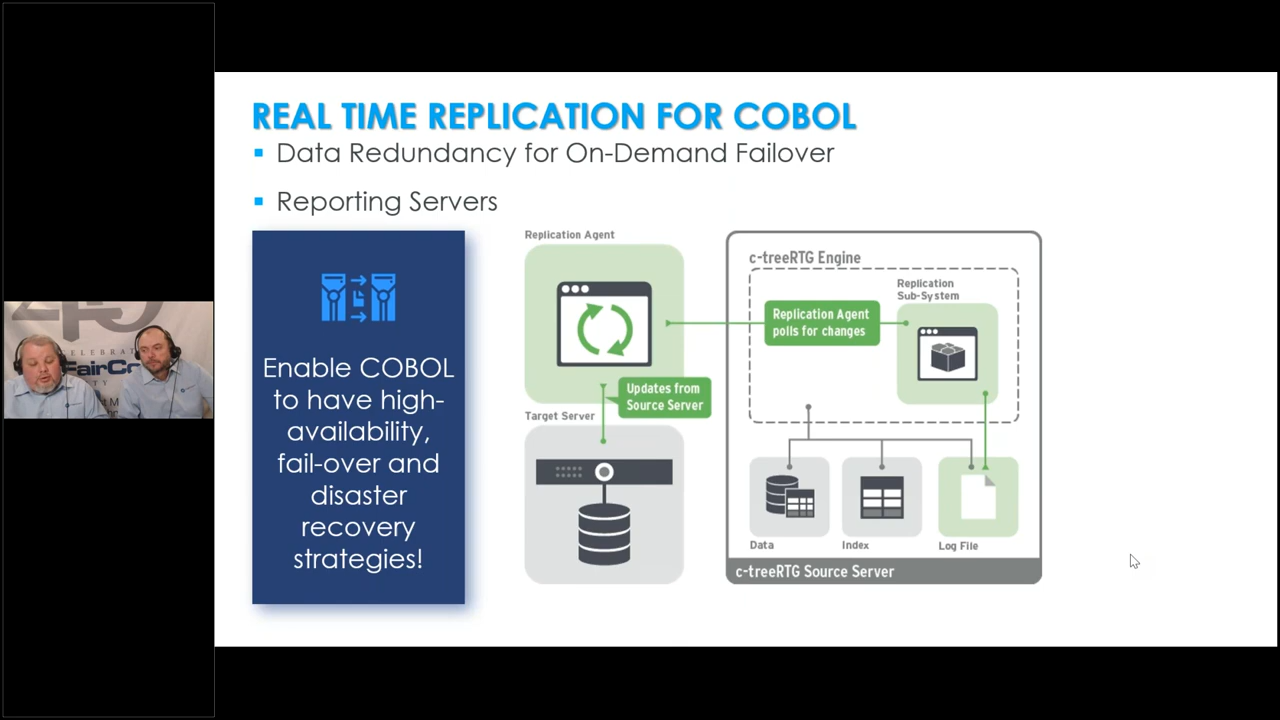 REAL TIME REPLICATION FOR COBOL
Data Redundancy for On-Demand Failover
Reporting Servers
Enable COBOL
to have high-
availability,
fail-over and
disaster
recovery
strategies!
Replication Agent
Updates from
Source Server
Target Server
c-treeRTG Engine
Replication
Sub-System
Replication Agent
polls for changes
Data
Index
Log File
c-treeRTG Source Server